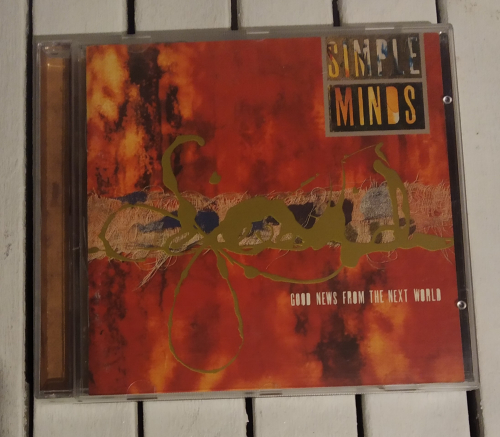 SIMPLE
MINDS
GOOD NEWS FROM THE NEXT WORLD